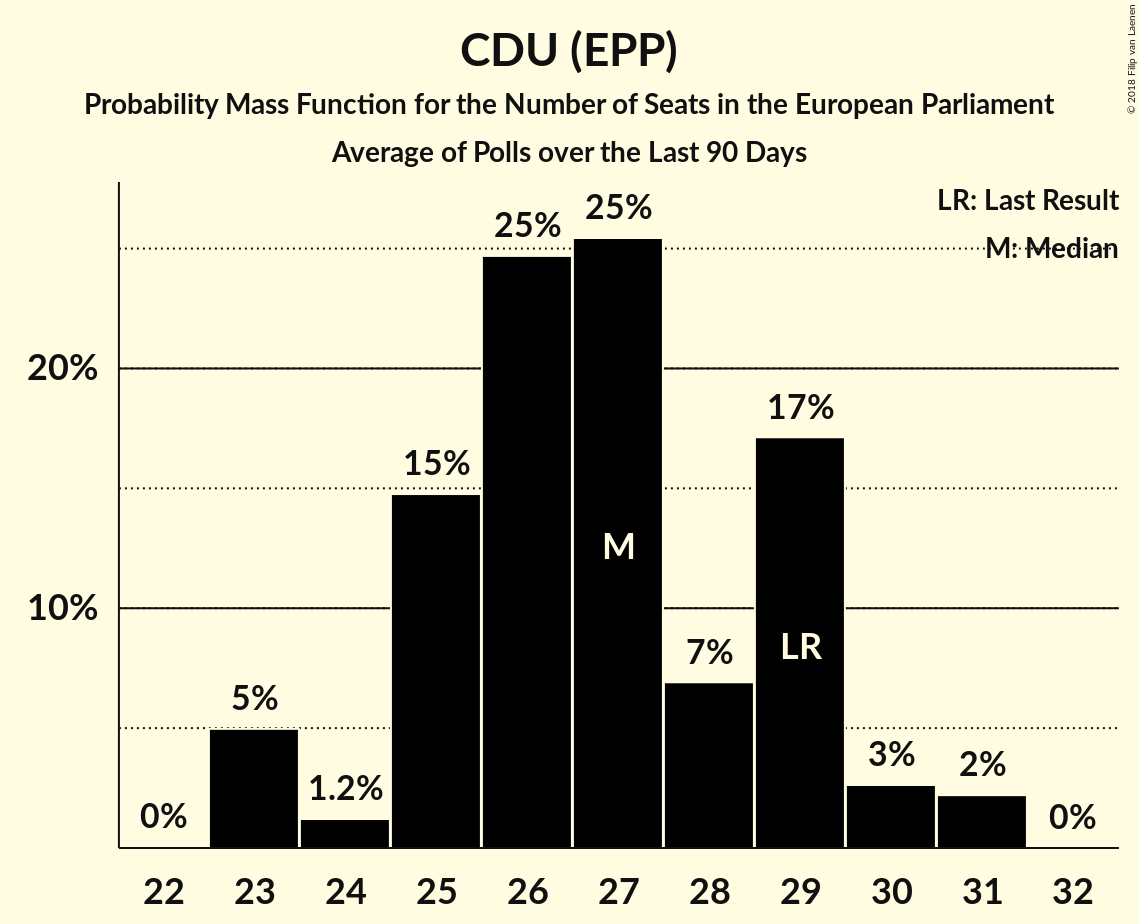 CDU (EPP)
Probability Mass Function for the Number of Seats in the European Parliament
Average of Polls over the Last 90 Days
© 2018 Filip van Laenen
LR: Last Result
M: Median
20%
10%
0%
5%
1.2%
15%
25%
25%
7%
17%
3%
2%
0%
M
LR
22 23 24 25 26 27 28 29 30 31 32